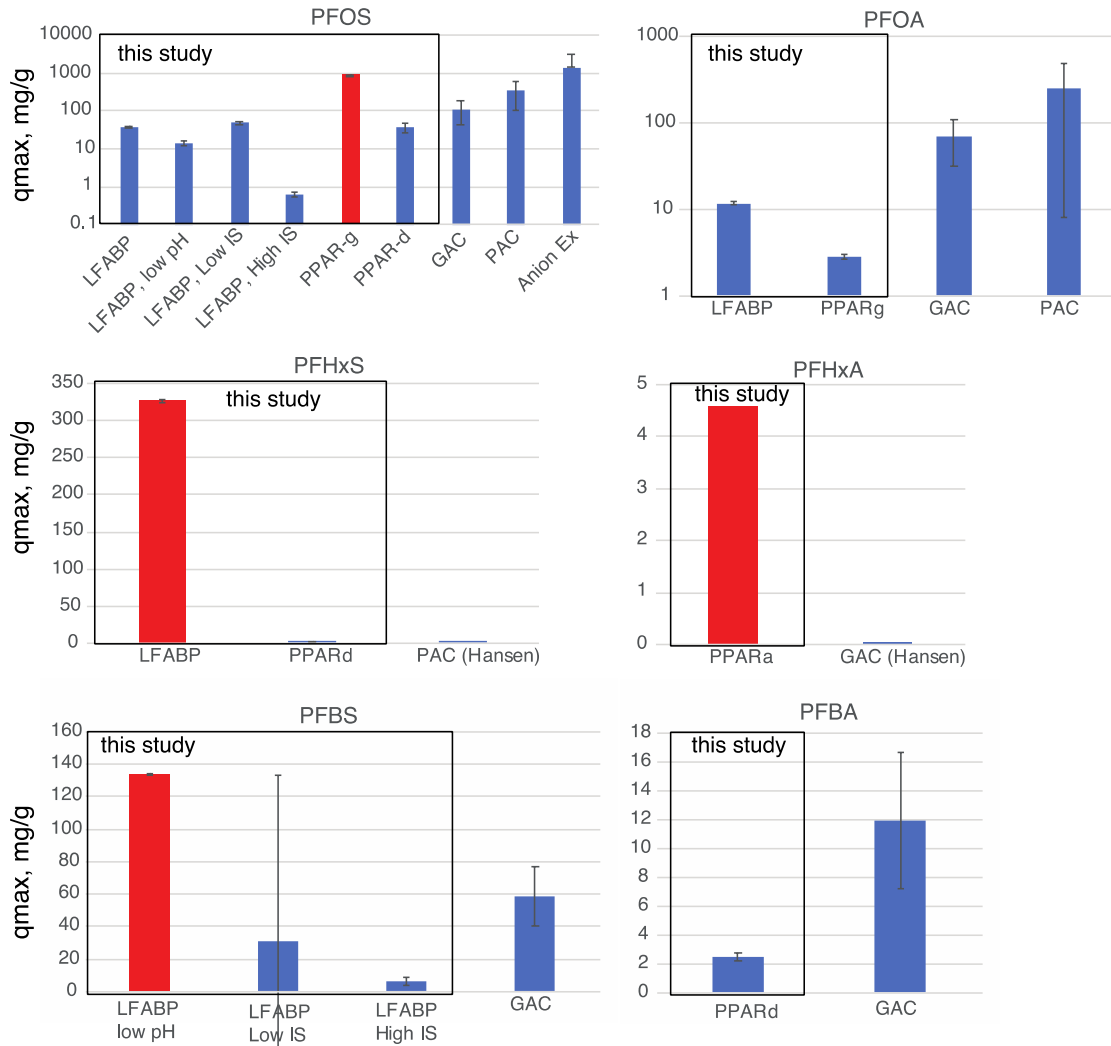 PFOS
10000
1000
100
10
1
0.1
qmax, mg/g
this study
LFABP
LFABP, low pH
LFABP, Low IS
LFABP, High IS
PPAR-g
PPAR-d
GAC
PAC
Anion Ex
PFOA
1000
100
10
1
this study
LFABP
PPARg
GAC
PAC
PFHxS
350
300
250
200
150
100
50
0
qmax, mg/g
this study
LFABP
PPARd
PAC (Hansen)
PFHxA
5
4
3
2
1
0
this study
PPARa
GAC (Hansen)
PFBS
160
140
120
100
80
60
40
20
0
qmax, mg/g
this study
LFABP
low pH
LFABP
Low IS
LFABP
High IS
GAC
PFBA
18
16
14
12
10
8
6
4
2
0
this study
PPARd
GAC